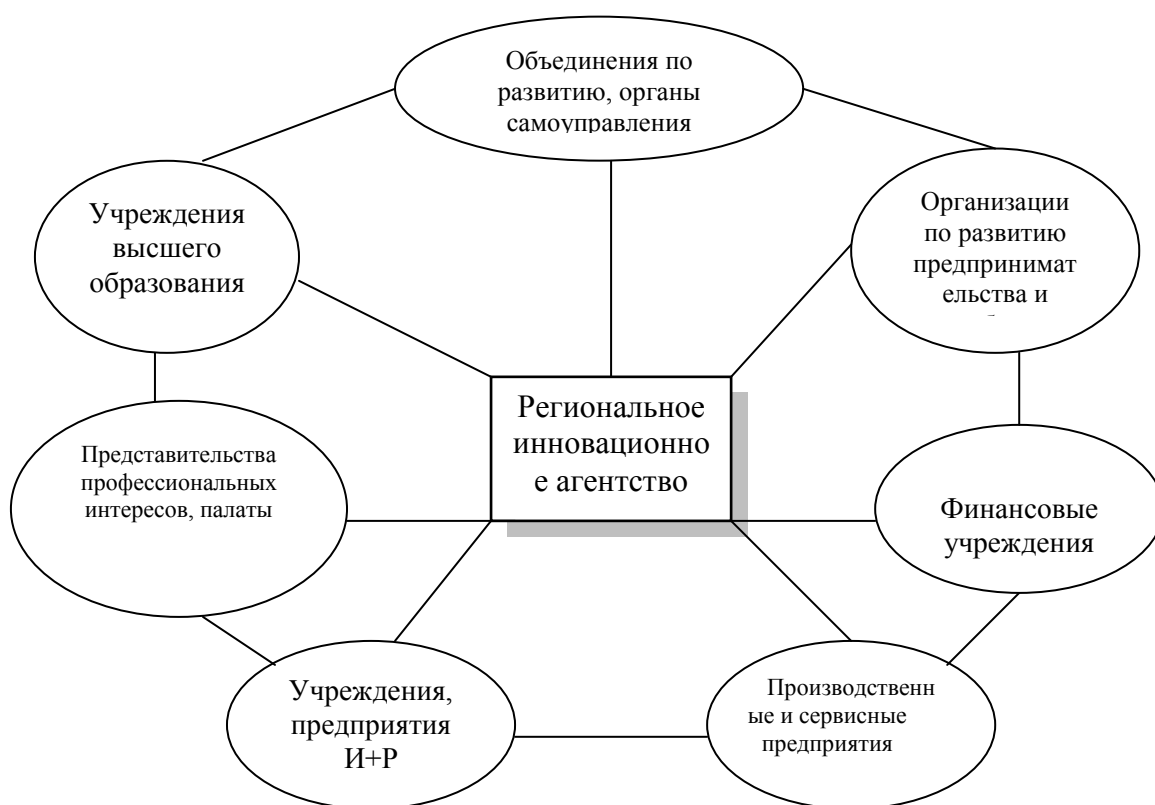 Объединения по
развитию, органы
самоуправления
Учреждения
высшего
образования
Организации
по развитию
предпринимат
ельства и
Региональное
инновационно
е агентство
Представительства
профессиональных
интересов, палаты
Финансовые
учреждения
Учреждения,
предприятия
И+Р
Производственн
ые и сервисные
предприятия